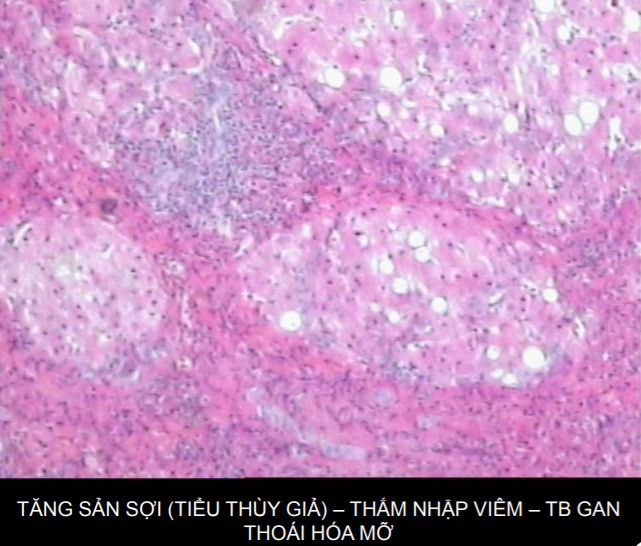 TĂNG SẢN SỢI (TIỂU THÙY GIẢ) – THẤM NHẬP VIÊM – TB GAN
THOÁI HÓA MỠ